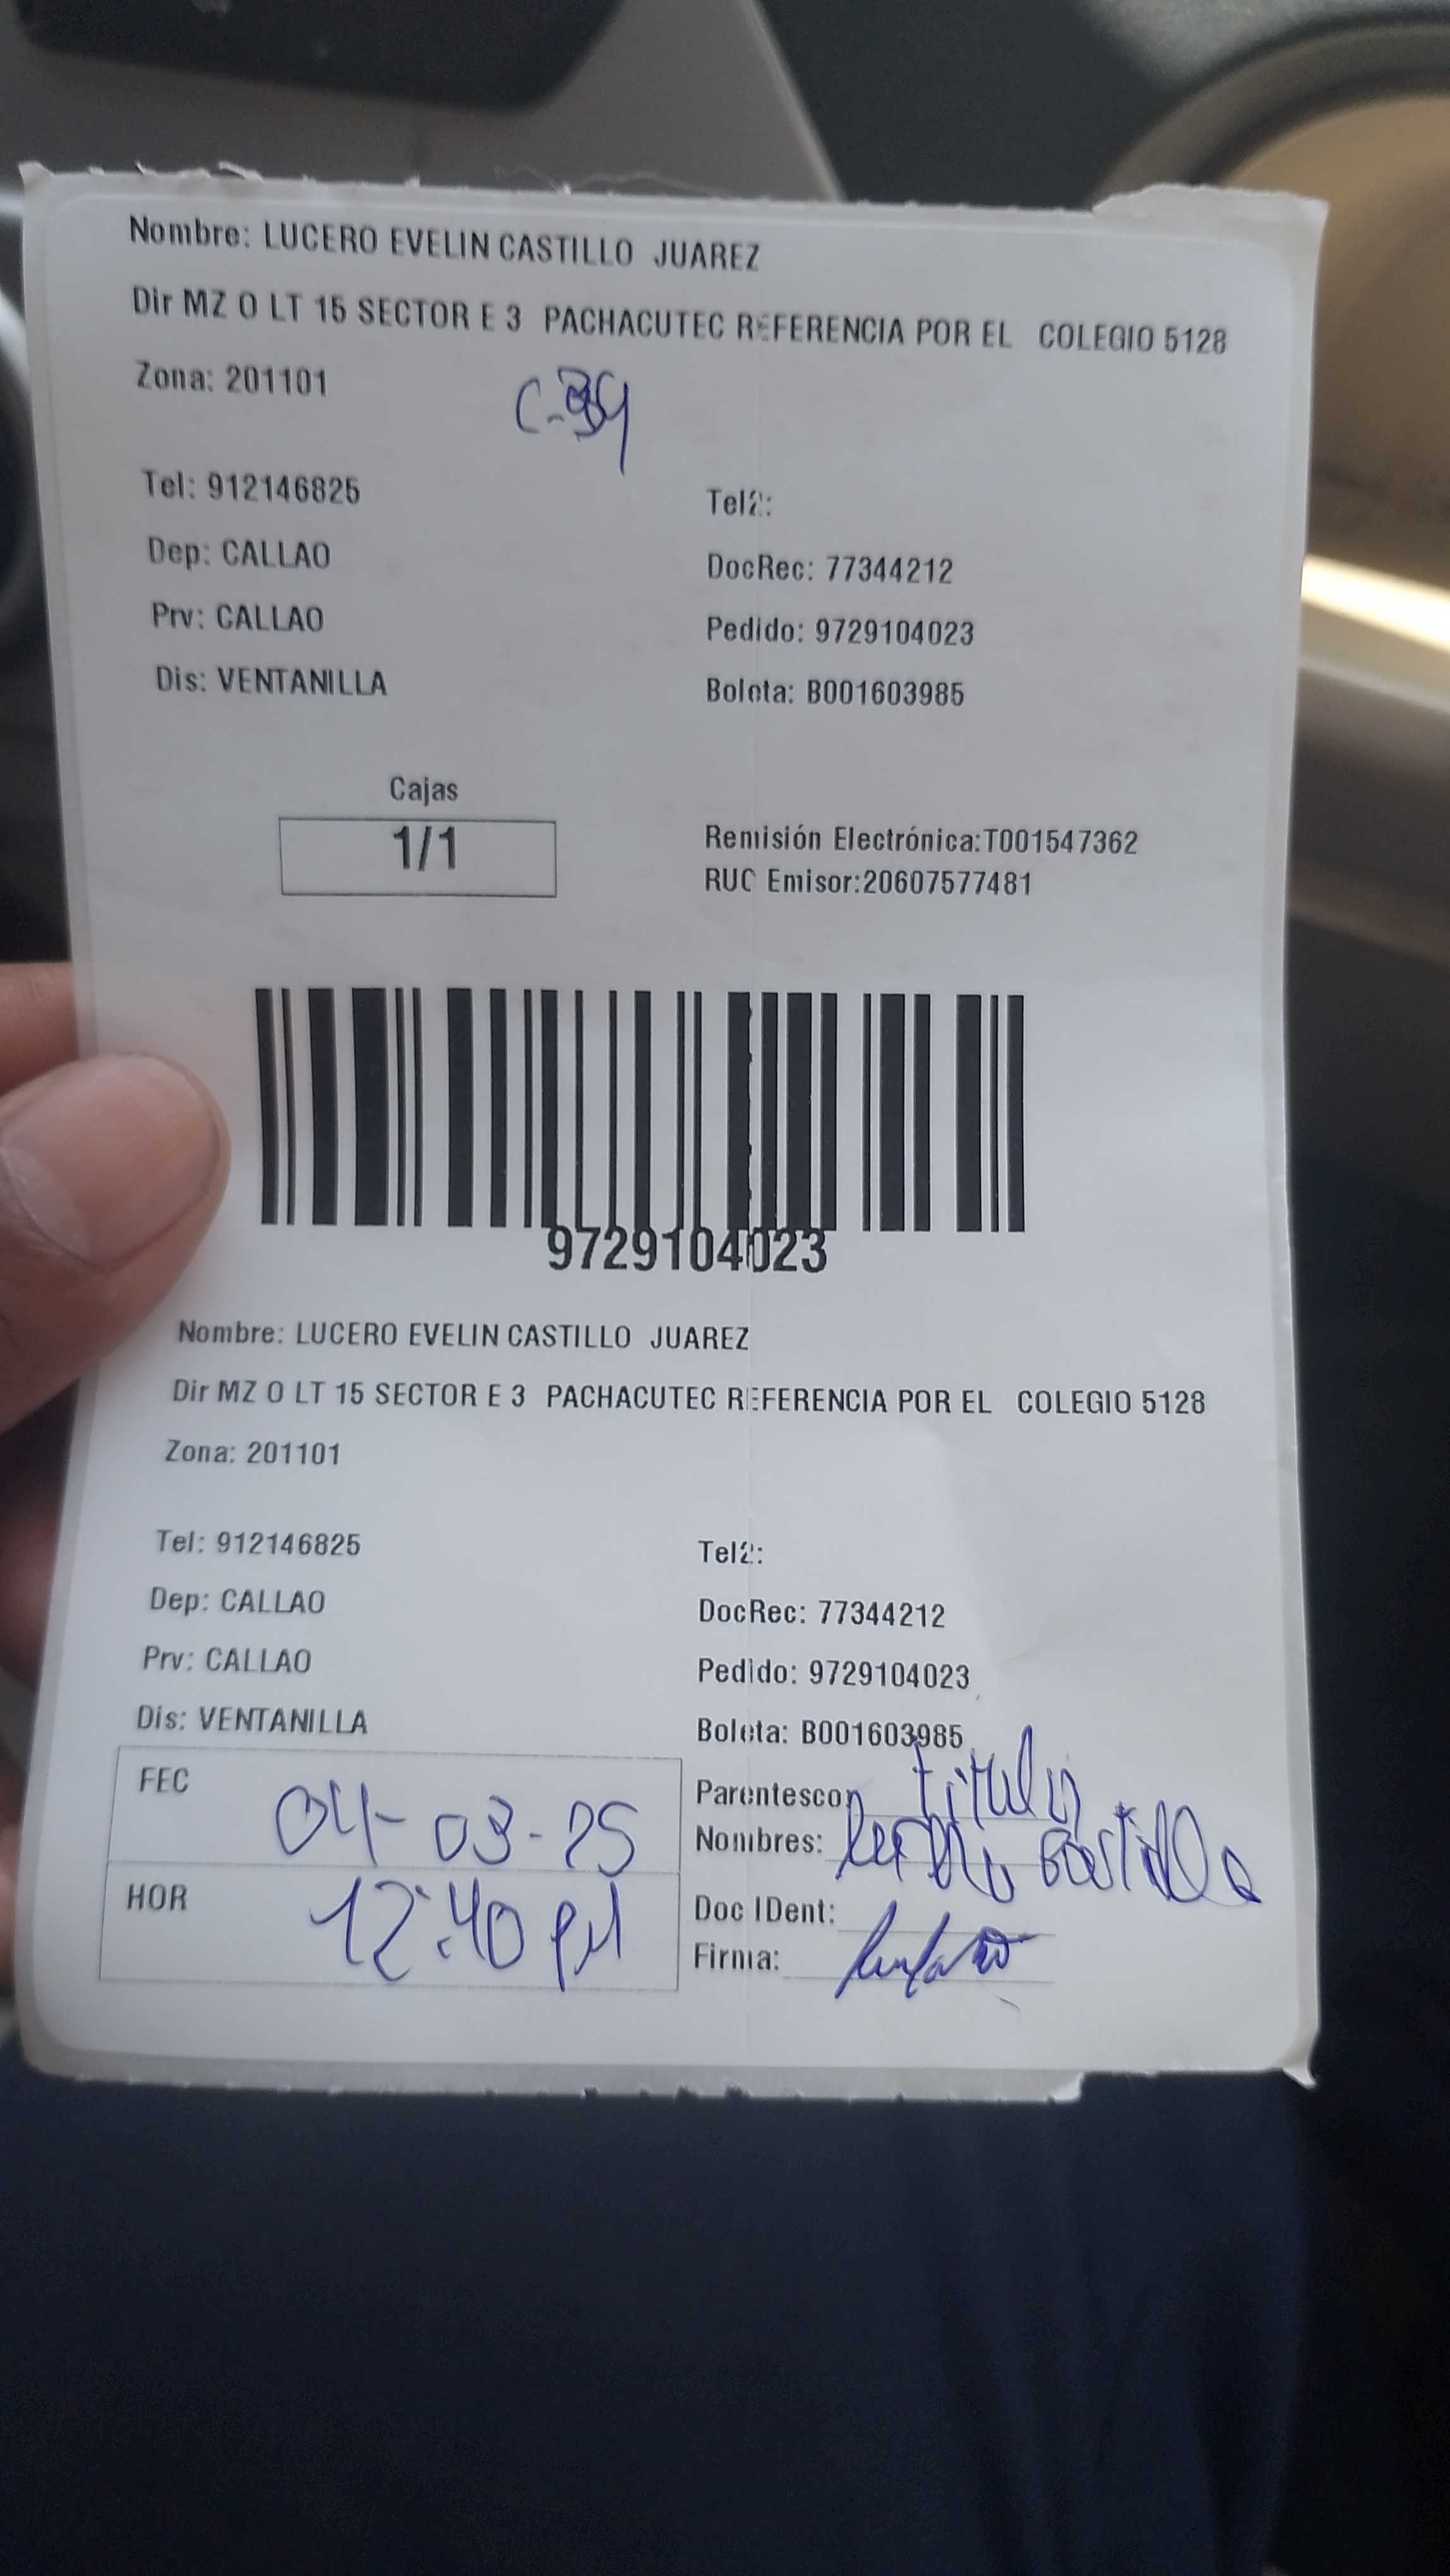 Nombre: LUCERO EVELIN CASTILLO JUAREZ
Dir MZ O LT 15 SECTOR E 3 PACHACUTEC REFERENCIA POR EL COLEGIO 5128
Zona: 201101
Tel: 912146825
Tel2:
Dep: CALLAO
DocRec: 77344212
Prv: CALLAO
Pedido: 9729104023
Dis: VENTANILLA
Boleta: B001603985
Cajas
1/1
Remisión Electrónica:T001547362
RUC Emisor:20607577481
9729104023
Nombre: LUCERO EVELIN CASTILLO JUAREZ
Dir MZ O LT 15 SECTOR E 3 PACHACUTEC REFERENCIA POR EL COLEGIO 5128
Zona: 201101
Tel: 912146825
Tel2:
Dep: CALLAO
DocRec: 77344212
Prv: CALLAO
Pedido: 9729104023
Dis: VENTANILLA
Boleta: B001603985
FEC 04-03-25
Parentesco:
Nombres: Castillo
HOR 12:40 PM
Doc IDent:
Firma: